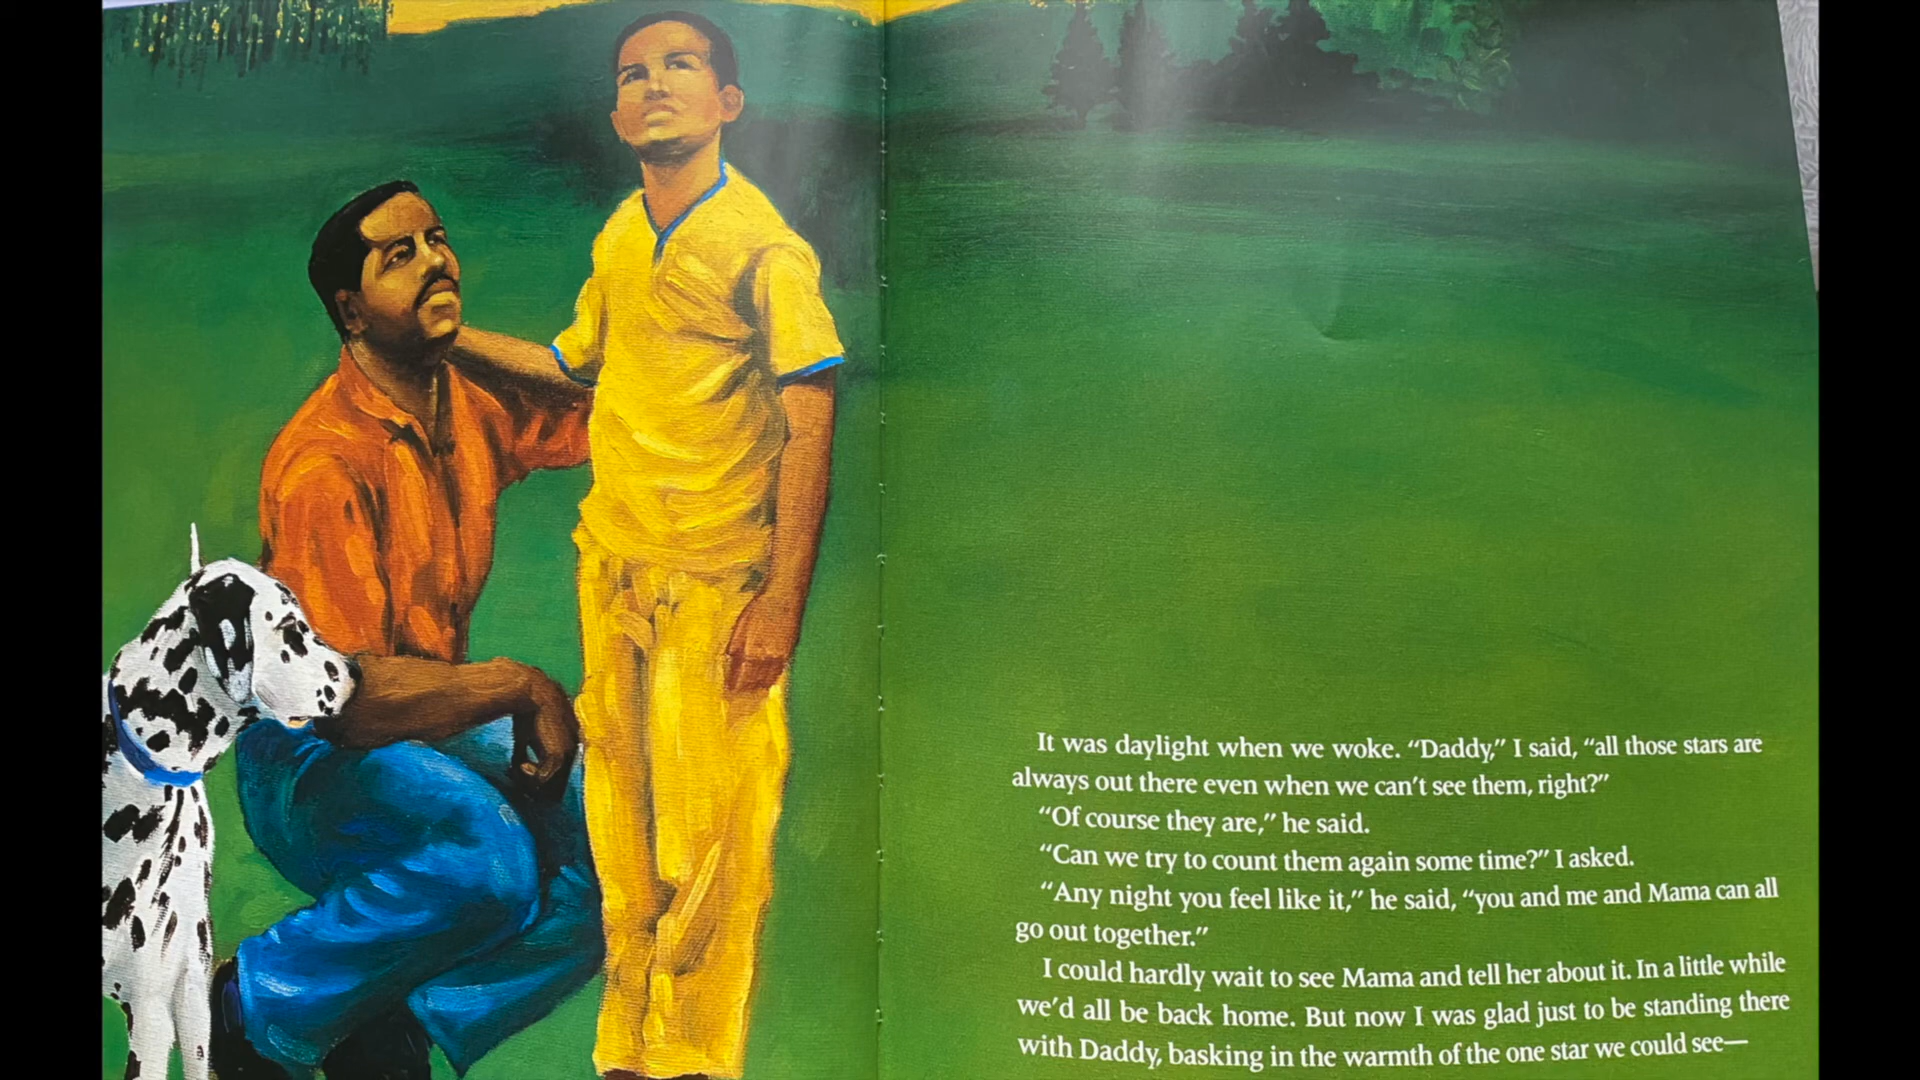 It was daylight when we woke. “Daddy,” I said, “all those stars are
always out there even when we can’t see them, right?”
“Of course they are,” he said.
“Can we try to count them again some time?” I asked.
“Any night you feel like it,” he said, “you and me and Mama can all
go out together.”
I could hardly wait to see Mama and tell her about it. In a little while
we’d all be back home. But now I was glad just to be standing there
with Daddy, basking in the warmth of the one star we could see—